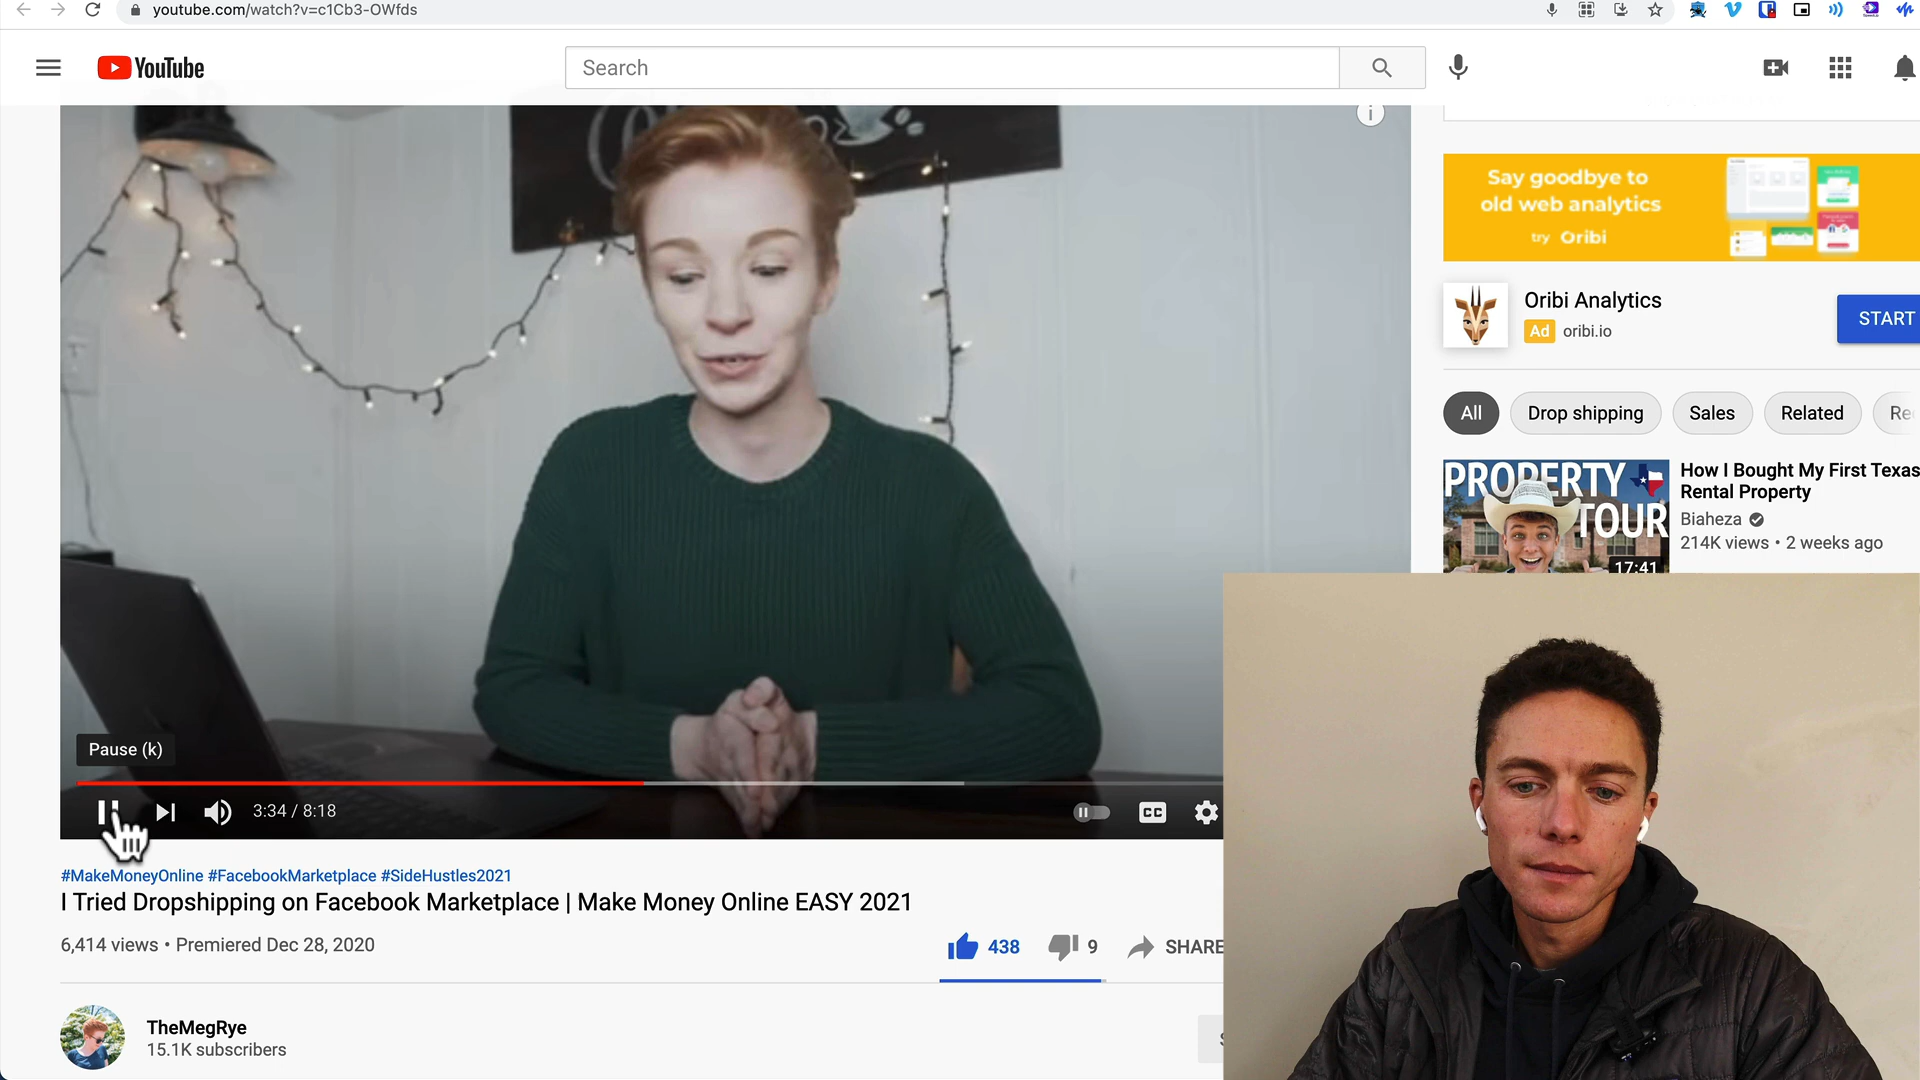 youtube.com/watch?v=c1Cb3-OWfds
YouTube
Search
Say goodbye to
old web analytics
try Oribi
Oribi Analytics
Ad oribi.io
START
All
Drop shipping
Sales
Related
PROPERTY
TOUR
17:41
How I Bought My First Texas
Rental Property
Biaheza
214K views • 2 weeks ago
Pause (k)
3:34 / 8:18
CC
#MakeMoneyOnline #FacebookMarketplace #SideHustles2021
I Tried Dropshipping on Facebook Marketplace | Make Money Online EASY 2021
6,414 views • Premiered Dec 28, 2020
438
9
SHARE
TheMegRye
15.1K subscribers